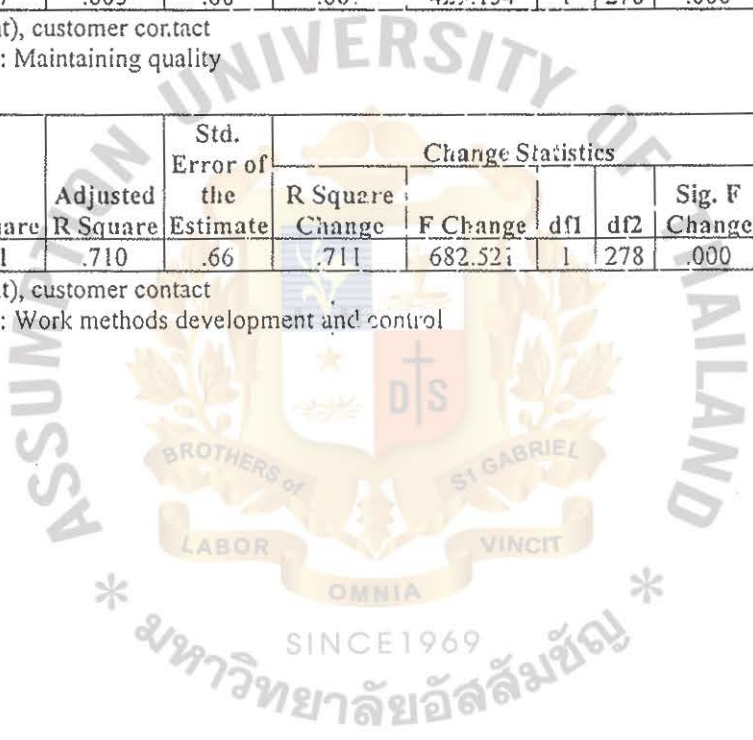 .00
t), customer contact
: Maintaining quality
Std. Error of the Estimate
Change Statistics
Adjusted R Square
R Square Change
F Change
df1
df2
Sig. F Change
.710
.66
.711
682.521
1
278
.000
t), customer contact
: Work methods development and control
ASSUMPTION UNIVERSITY OF THAILAND
D S
BROTHERS of ST GABRIEL
LABOR
OMNIA
VINCIT
SINCE1969
* มหาวิทยาลัยอัสสัมชัญ *